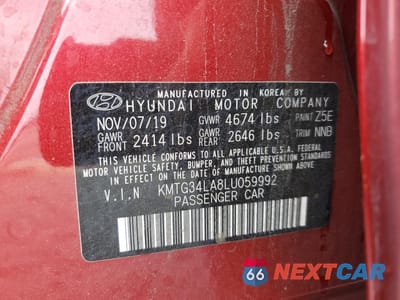 MANUFACTURED IN KOREA BY
HYUNDAI MOTOR COMPANY
NOV/07/19 GVWR 4674 lbs PAINT Z5E
GAWR FRONT 2414 lbs GAWR REAR 2646 lbs TRIM NNB
THIS VEHICLE CONFORMS TO ALL APPLICABLE U.S.A FEDERAL
MOTOR VEHICLE SAFETY, BUMPER, AND THEFT PREVENTION
STANDARDS IN EFFECT ON THE DATE OF MANUFACTURE SHOWN ABOVE.
V.I.N KMTG34LA8LU059992
PASSENGER CAR
66 NEXTCAR